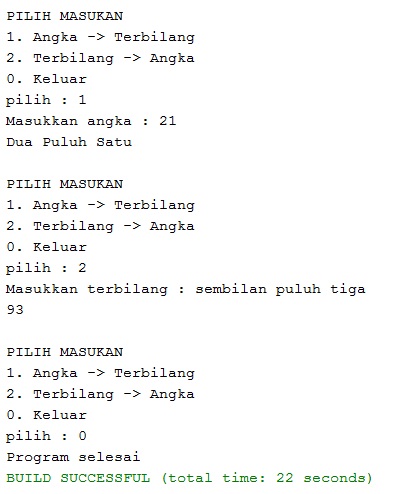 PILIH MASUKAN
1. Angka -> Terbilang
2. Terbilang -> Angka
0. Keluar
pilih : 1
Masukkan angka : 21
Dua Puluh Satu
PILIH MASUKAN
1. Angka -> Terbilang
2. Terbilang -> Angka
0. Keluar
pilih : 2
Masukkan terbilang : sembilan puluh tiga
93
PILIH MASUKAN
1. Angka -> Terbilang
2. Terbilang -> Angka
0. Keluar
pilih : 0
Program selesai
BUILD SUCCESSFUL (total time: 22 seconds)